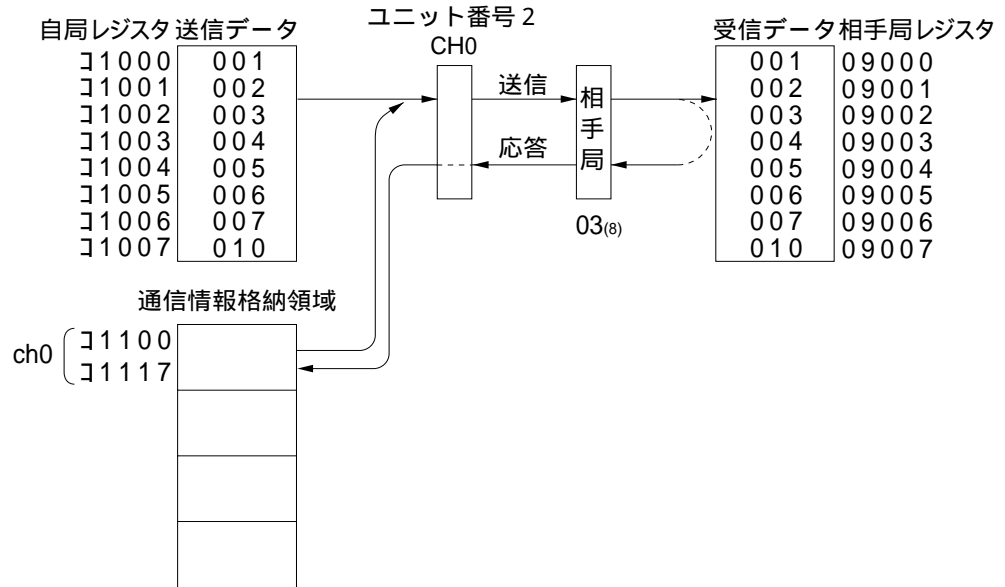 ユニット番号 2
自局レジスタ 送信データ CH0 受信データ 相手局レジスタ
コ1000 001 001 09000
コ1001 002 送信 002 09001
コ1002 003 003 09002
コ1003 004 相手局 004 09003
コ1004 005 応答 005 09004
コ1005 006 006 09005
コ1006 007 03(8) 007 09006
コ1007 010 010 09007
通信情報格納領域
ch0 コ1100
コ1117